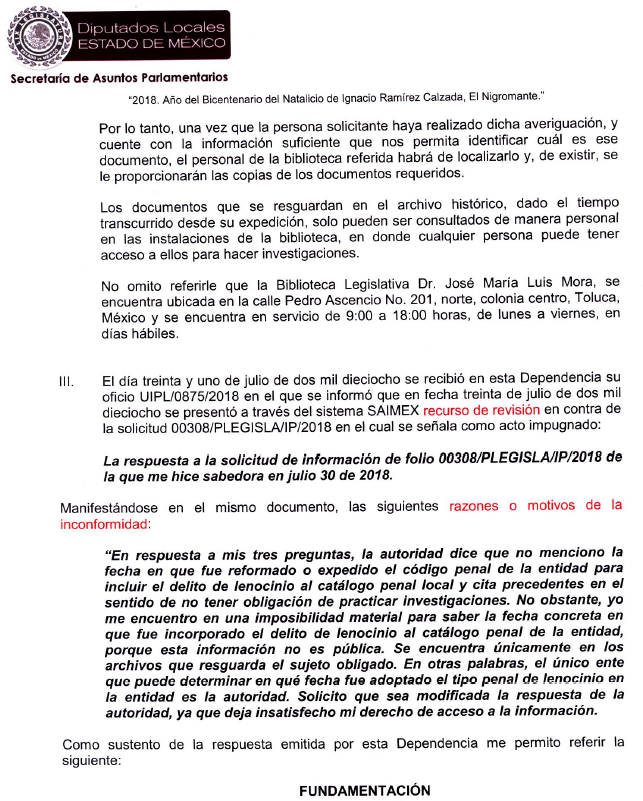 Diputados Locales
ESTADO DE MÉXICO
Secretaría de Asuntos Parlamentarios
"2018. Año del Bicentenario del Natalicio de Ignacio Ramírez Calzada, El Nigromante."
Por lo tanto, una vez que la persona solicitante haya realizado dicha averiguación, y
cuente con la información suficiente que nos permita identificar cuál es ese
documento, el personal de la biblioteca referida habrá de localizarlo y, de existir, se
le proporcionarán las copias de los documentos requeridos.
Los documentos que se resguardan en el archivo histórico, dado el tiempo
transcurrido desde su expedición, solo pueden ser consultados de manera personal
en las instalaciones de la biblioteca, en donde cualquier persona puede tener
acceso a ellos para hacer investigaciones.
No omito referirle que la Biblioteca Legislativa Dr. José María Luis Mora, se
encuentra ubicada en la calle Pedro Ascencio No. 201, norte, colonia centro, Toluca,
México y se encuentra en servicio de 9:00 a 18:00 horas, de lunes a viernes, en
días hábiles.
III. El día treinta y uno de julio de dos mil dieciocho se recibió en esta Dependencia su
oficio UIPL/0875/2018 en el que se informó que en fecha treinta de julio de dos mil
dieciocho se presentó a través del sistema SAIMEX recurso de revisión en contra de
la solicitud 00308/PLEGISLA/IP/2018 en el cual se señala como acto impugnado:
La respuesta a la solicitud de información de folio 00308/PLEGISLA/IP/2018 de
la que me hice sabedora en julio 30 de 2018.
Manifestándose en el mismo documento, las siguientes razones o motivos de la
inconformidad:
"En respuesta a mis tres preguntas, la autoridad dice que no menciono la
fecha en que fue reformado o expedido el código penal de la entidad para
incluir el delito de lenocinio al catálogo penal local y cita precedentes en el
sentido de no tener obligación de practicar investigaciones. No obstante, yo
me encuentro en una imposibilidad material para saber la fecha concreta en
que fue incorporado el delito de lenocinio al catálogo penal de la entidad,
porque esta información no es pública. Se encuentra únicamente en los
archivos que resguarda el sujeto obligado. En otras palabras, el único ente
que puede determinar en qué fecha fue adoptado el tipo penal de lenocinio en
la entidad es la autoridad. Solicito que sea modificada la respuesta de la
autoridad, ya que deja insatisfecho mi derecho de acceso a la información.
Como sustento de la respuesta emitida por esta Dependencia me permito referir la
siguiente:
FUNDAMENTACIÓN